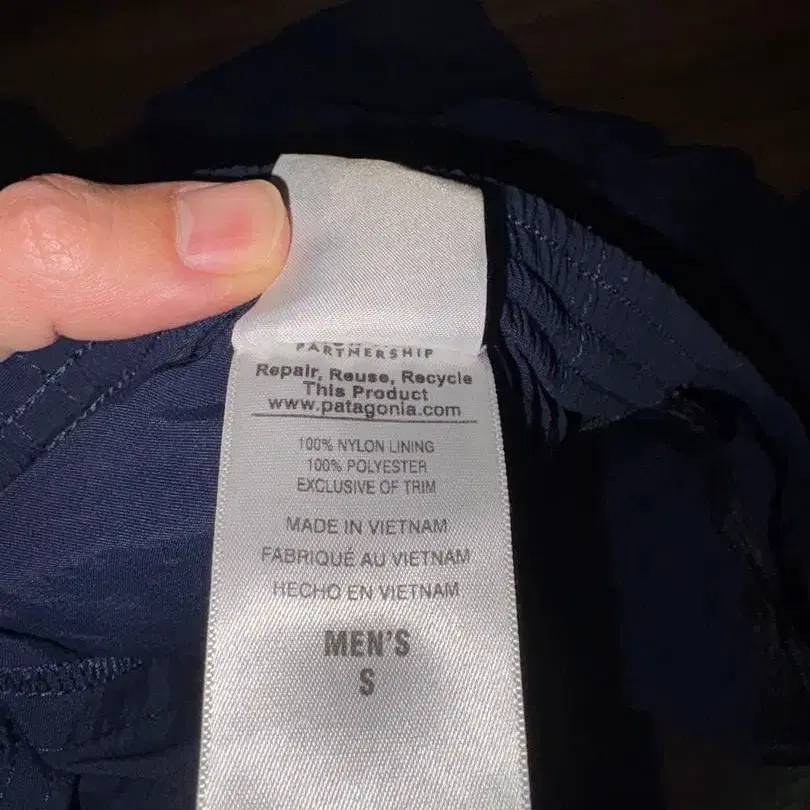 PARTNERSHIP
Repair, Reuse, Recycle
This Product
www.patagonia.com
100% NYLON LINING
100% POLYESTER
EXCLUSIVE OF TRIM
MADE IN VIETNAM
FABRIQUÉ AU VIETNAM
HECHO EN VIETNAM
MEN'S
S